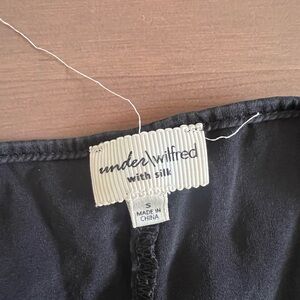 under\wilfred
with silk
S
MADE IN
CHINA